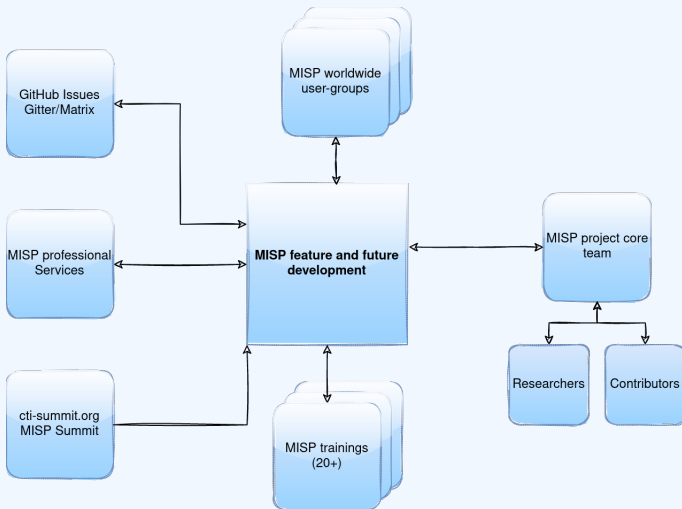 MISP worldwide
user-groups
GitHub Issues
Gitter/Matrix
MISP professional
Services
MISP feature and future
development
MISP project core
team
Researchers
Contributors
cti-summit.org
MISP Summit
MISP trainings
(20+)